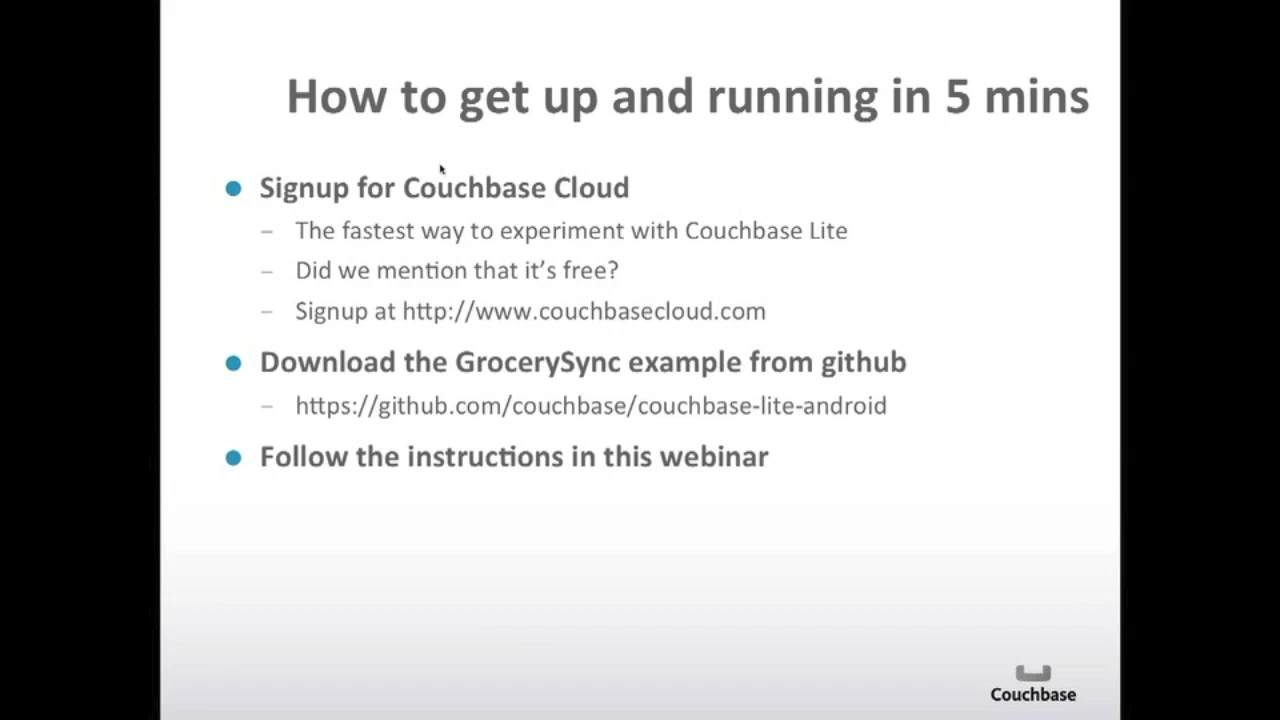 How to get up and running in 5 mins
Signup for Couchbase Cloud
– The fastest way to experiment with Couchbase Lite
– Did we mention that it’s free?
– Signup at http://www.couchbasecloud.com
Download the GrocerySync example from github
– https://github.com/couchbase/couchbase-lite-android
Follow the instructions in this webinar
Couchbase